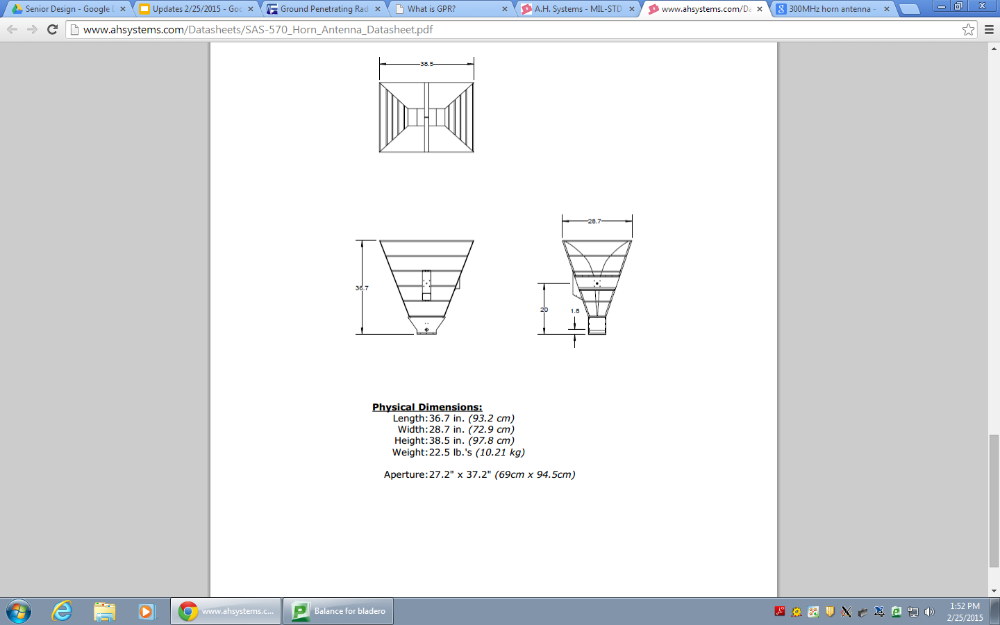 Senior Design - Google D
Updates 2/25/2015 - Goo
Ground Penetrating Rad
What is GPR?
A.H. Systems - MIL-STD
www.ahsystems.com/Da
300MHz horn antenna -
www.ahsystems.com/Datasheets/SAS-570_Horn_Antenna_Datasheet.pdf
38.5
28.7
36.7
20
1.8
Physical Dimensions:
Length:36.7 in. (93.2 cm)
Width:28.7 in. (72.9 cm)
Height:38.5 in. (97.8 cm)
Weight:22.5 lb.'s (10.21 kg)
Aperture:27.2" x 37.2" (69cm x 94.5cm)
www.ahsystems.c...
Balance for bladero
1:52 PM
2/25/2015